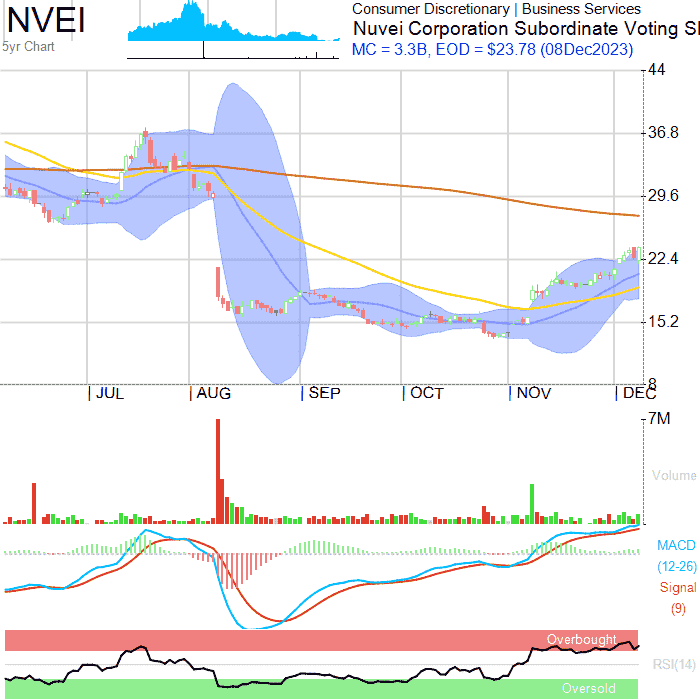 NVEI
5yr Chart
Consumer Discretionary | Business Services
Nuvei Corporation Subordinate Voting S
MC = 3.3B, EOD = $23.78 (08Dec2023)
44
36.8
29.6
22.4
15.2
8
JUL AUG SEP OCT NOV DEC
7M
Volume
MACD
(12-26)
Signal
(9)
Overbought
RSI(14)
Oversold